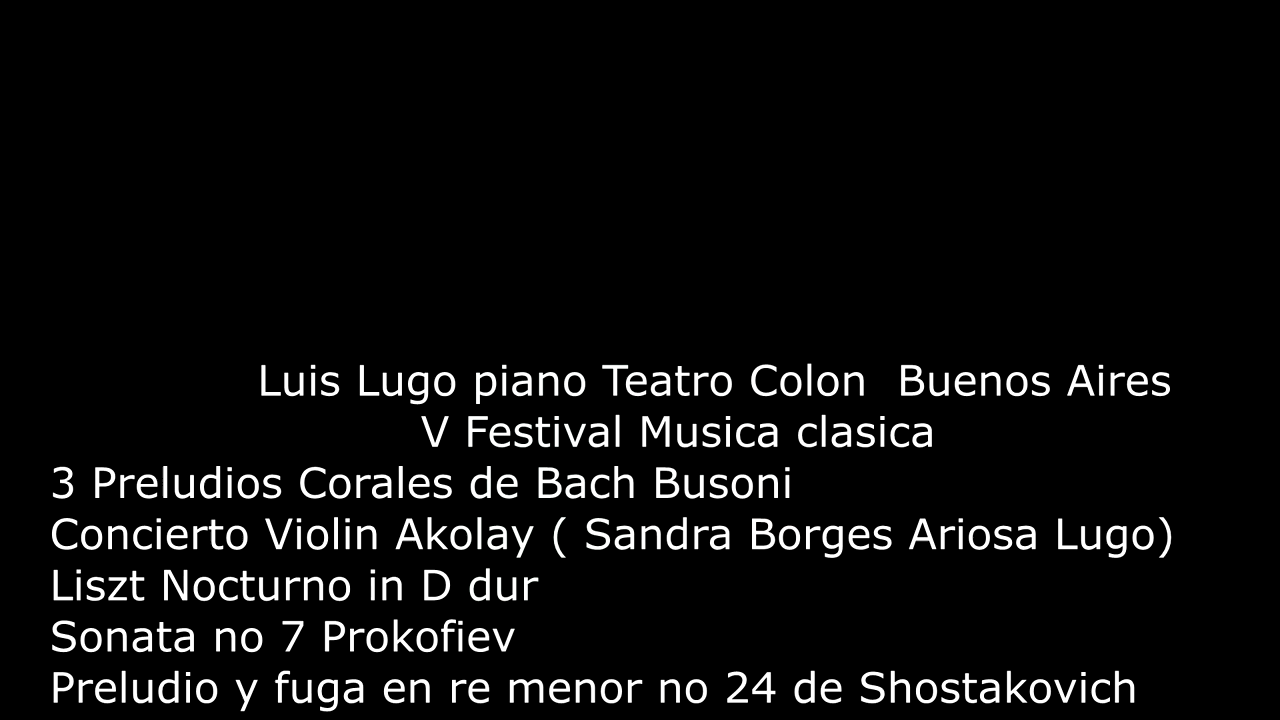 Luis Lugo piano Teatro Colon  Buenos Aires
V Festival Musica clasica
3 Preludios Corales de Bach Busoni
Concierto Violin Akolay ( Sandra Borges Ariosa Lugo)
Liszt Nocturno in D dur
Sonata no 7 Prokofiev
Preludio y fuga en re menor no 24 de Shostakovich